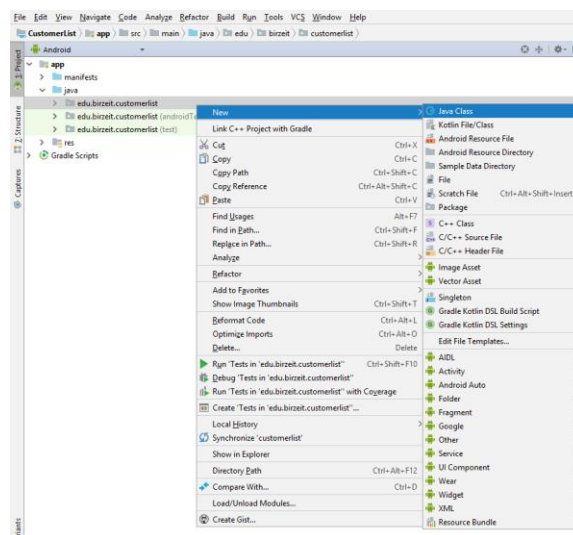 File Edit View Navigate Code Analyze Refactor Build Run Tools VCS Window Help
CustomerList app src main java edu birzeit customerlist
1: Project
Android
app
manifests
java
edu.birzeit.customerlist
edu.birzeit.customerlist (androidTe
edu.birzeit.customerlist (test)
res
Gradle Scripts
2: Structure
Captures
iants
New
Link C++ Project with Gradle
Cut Ctrl+X
Copy Ctrl+C
Copy Path Ctrl+Shift+C
Copy Reference Ctrl+Alt+Shift+C
Paste Ctrl+V
Find Usages Alt+F7
Find in Path... Ctrl+Shift+F
Replace in Path... Ctrl+Shift+R
Analyze
Refactor
Add to Favorites
Show Image Thumbnails Ctrl+Shift+T
Reformat Code Ctrl+Alt+L
Optimize Imports Ctrl+Alt+O
Delete... Delete
Run 'Tests in 'edu.birzeit.customerlist'' Ctrl+Shift+F10
Debug 'Tests in 'edu.birzeit.customerlist''
Run 'Tests in 'edu.birzeit.customerlist'' with Coverage
Create 'Tests in 'edu.birzeit.customerlist''...
Local History
Synchronize 'customerlist'
Show in Explorer
Directory Path Ctrl+Alt+F12
Compare With... Ctrl+D
Load/Unload Modules...
Create Gist...
Java Class
Kotlin File/Class
Android Resource File
Android Resource Directory
Sample Data Directory
File
Scratch File Ctrl+Alt+Shift+Insert
Package
C++ Class
C/C++ Source File
C/C++ Header File
Image Asset
Vector Asset
Singleton
Gradle Kotlin DSL Build Script
Gradle Kotlin DSL Settings
Edit File Templates...
AIDL
Activity
Android Auto
Folder
Fragment
Google
Other
Service
UI Component
Wear
Widget
XML
Resource Bundle